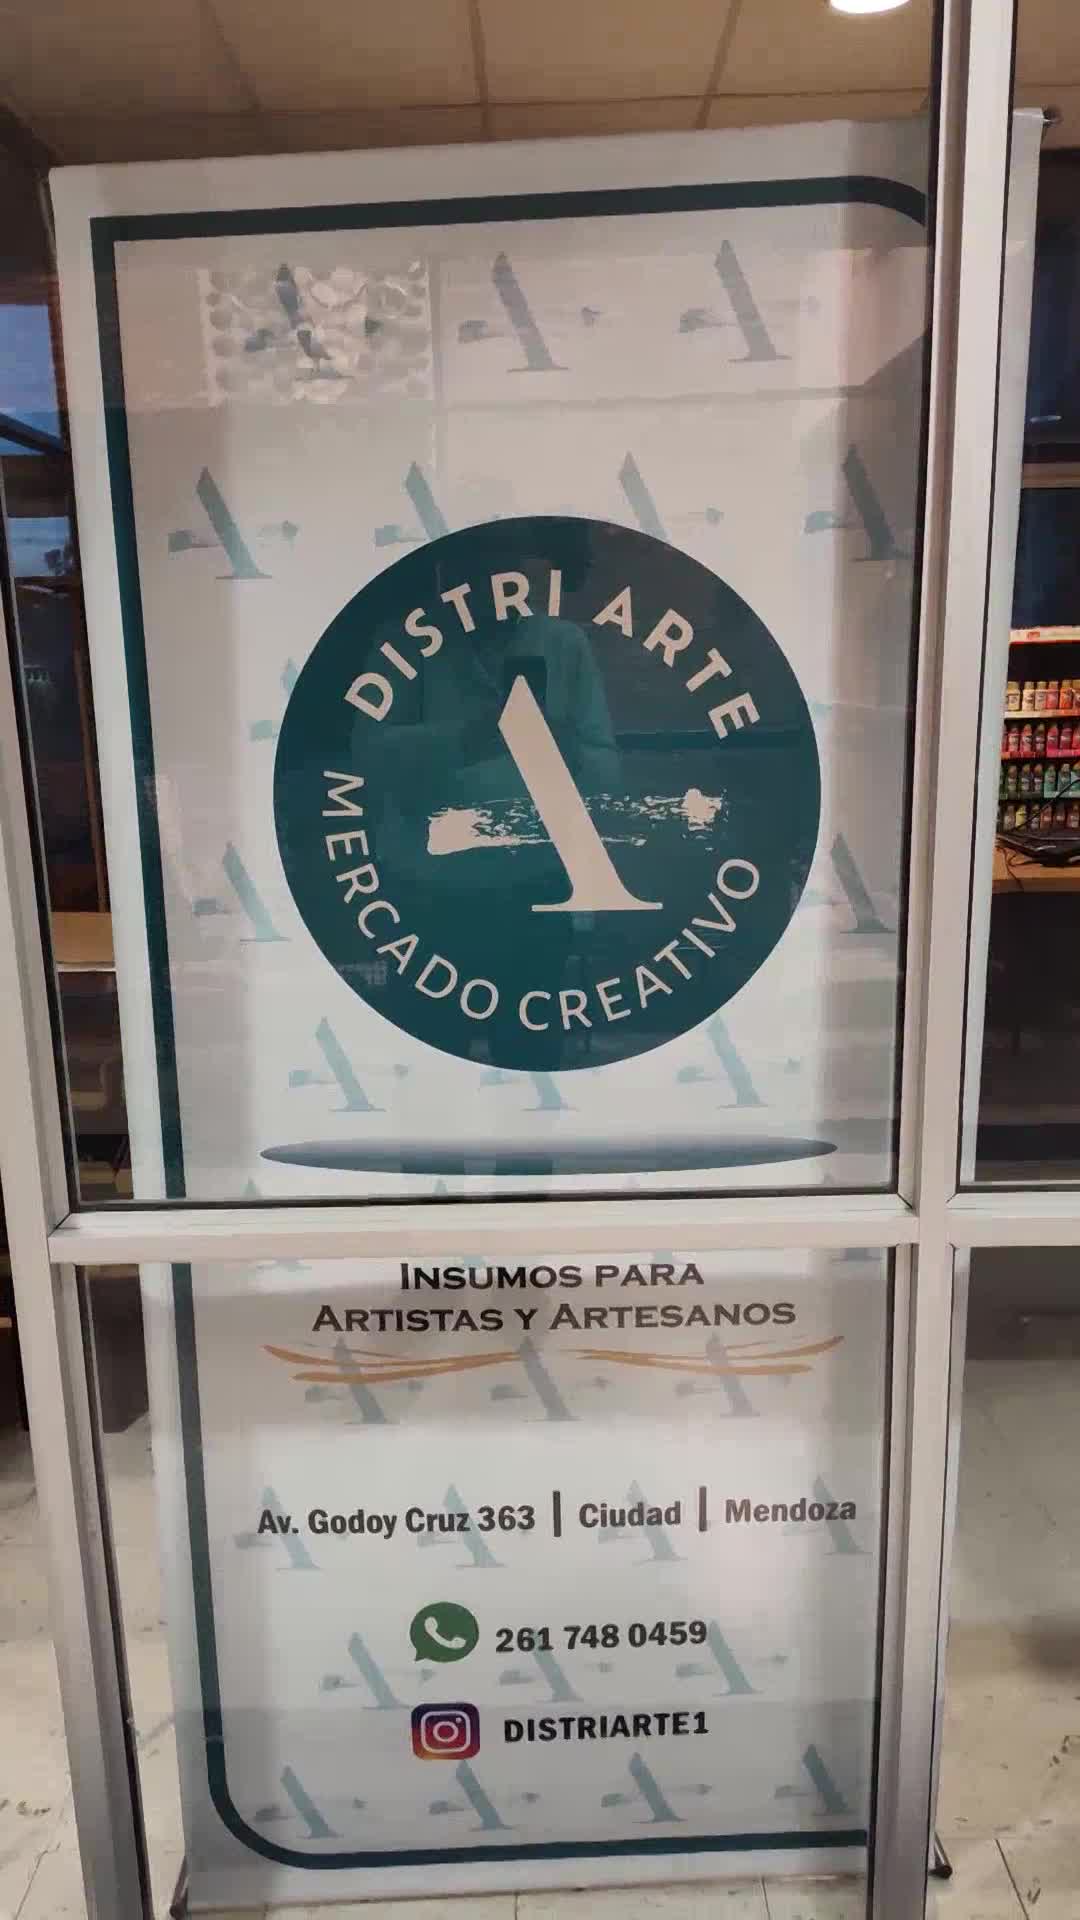 DISTRI ARTE
MERCADO CREATIVO
INSUMOS PARA
ARTISTAS Y ARTESANOS
Av. Godoy Cruz 363 | Ciudad | Mendoza
261 748 0459
DISTRIARTE1